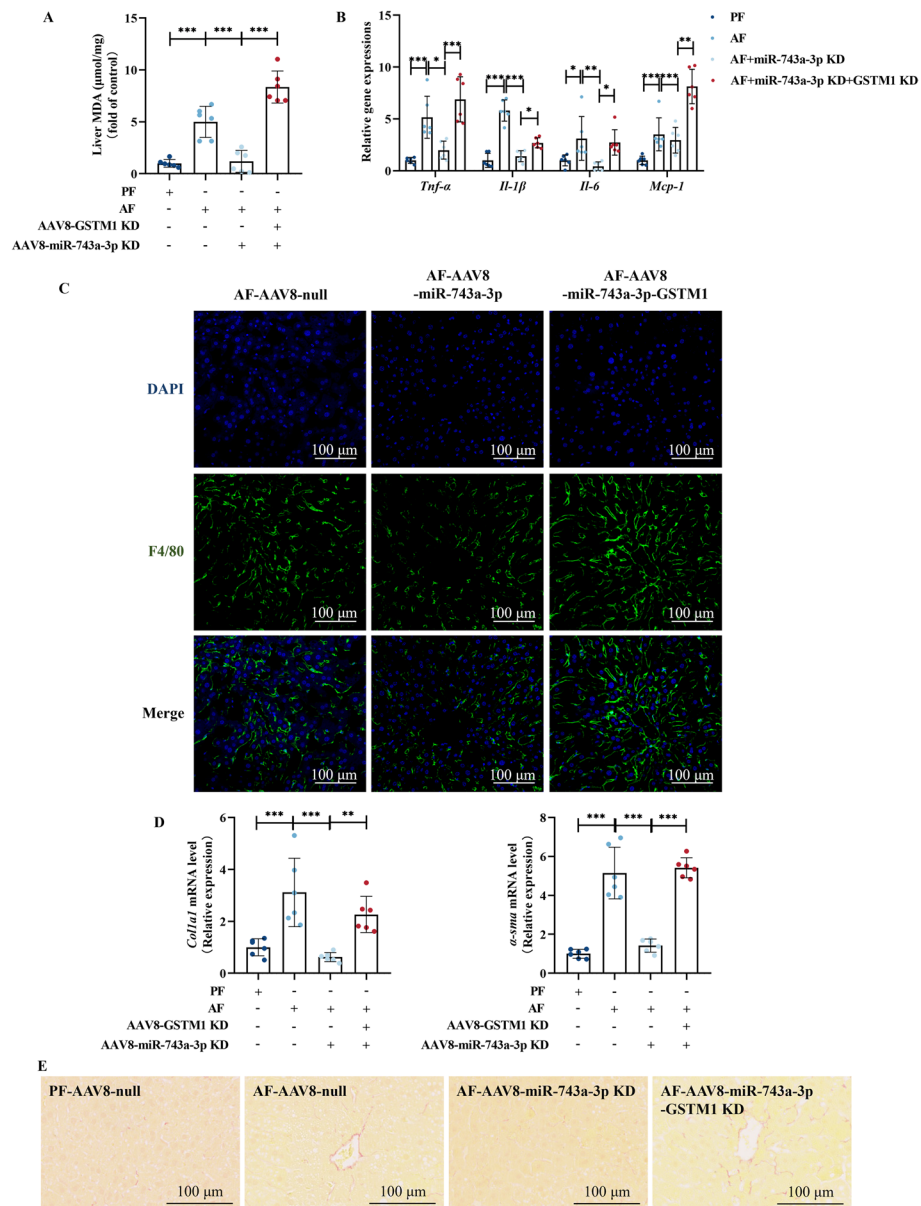 A
Liver MDA (μmol/mg)
(fold of control)
15
10
5
0
*** *** ***
PF + - - -
AF - + + +
AAV8-GSTM1 KD - - - +
AAV8-miR-743a-3p KD - - + +
B
Relative gene expressions
15
10
5
0
*** * *** *** *** * * ** * *** *** **
Tnf-α Il-1β Il-6 Mcp-1
PF
AF
AF+miR-743a-3p KD
AF+miR-743a-3p KD+GSTM1 KD
C
AF-AAV8-null
AF-AAV8
-miR-743a-3p
AF-AAV8
-miR-743a-3p-GSTM1
DAPI
100 μm 100 μm 100 μm
F4/80
100 μm 100 μm 100 μm
Merge
100 μm 100 μm 100 μm
D
Col1a1 mRNA level
(Relative expression)
6
4
2
0
*** *** **
PF + - - -
AF - + + +
AAV8-GSTM1 KD - - - +
AAV8-miR-743a-3p KD - - + +
α-sma mRNA level
(Relative expression)
8
6
4
2
0
*** *** ***
PF + - - -
AF - + + +
AAV8-GSTM1 KD - - - +
AAV8-miR-743a-3p KD - - + +
E
PF-AAV8-null
100 μm
AF-AAV8-null
100 μm
AF-AAV8-miR-743a-3p KD
100 μm
AF-AAV8-miR-743a-3p
-GSTM1 KD
100 μm